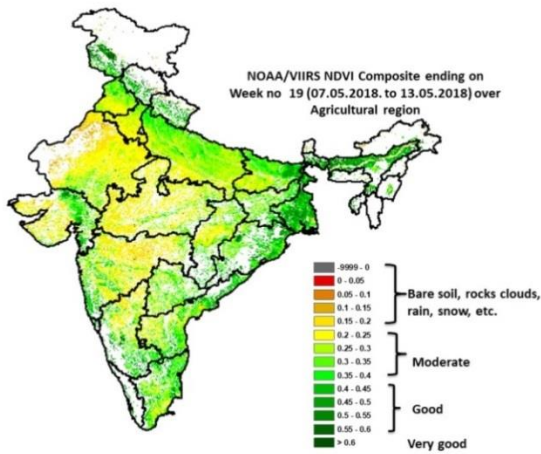 NOAA/VIIRS NDVI Composite ending on
Week no 19 (07.05.2018. to 13.05.2018) over
Agricultural region
-9999 - 0
0 - 0.05
0.05 - 0.1
0.1 - 0.15
0.15 - 0.2
0.2 - 0.25
0.25 - 0.3
0.3 - 0.35
0.35 - 0.4
0.4 - 0.45
0.45 - 0.5
0.5 - 0.55
0.55 - 0.6
> 0.6
Bare soil, rocks clouds,
rain, snow, etc.
Moderate
Good
Very good